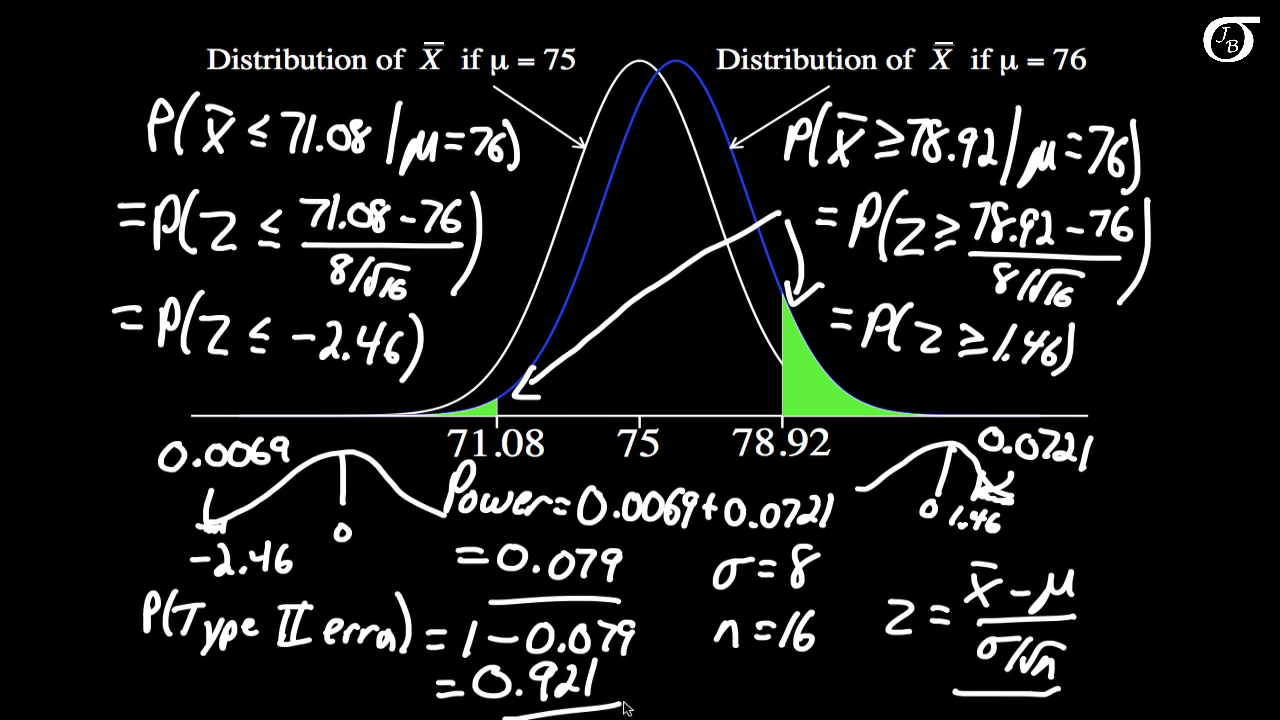 JB
Distribution of X̄ if μ = 75
Distribution of X̄ if μ = 76
P(X̄ ≤ 71.08 | μ = 76)
= P(Z ≤ (71.08 - 76) / (8/√16))
= P(Z ≤ -2.46)
P(X̄ ≥ 78.92 | μ = 76)
= P(Z ≥ (78.92 - 76) / (8/√16))
= P(Z ≥ 1.46)
71.08 75 78.92
0.0069
0
-2.46
0.0721
0 1.46
Power = 0.0069 + 0.0721
= 0.079
P(Type II error) = 1 - 0.079
= 0.921
σ = 8
n = 16
Z = (X̄ - μ) / (σ/√n)